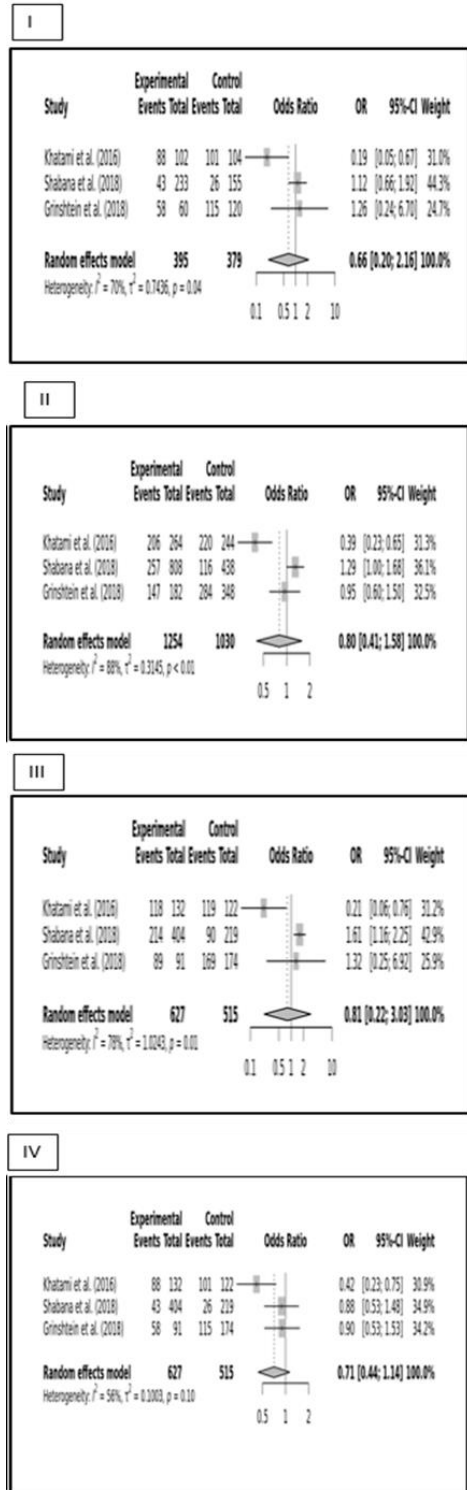 I
Experimental Control
Study Events Total Events Total Odds Ratio OR 95%-CI Weight
Khatami et al. (2016) 88 102 101 104 0.19 [0.05; 0.67] 31.0%
Shabana et al. (2018) 43 233 26 155 1.12 [0.66; 1.92] 44.3%
Grinshtein et al. (2018) 58 60 115 120 1.26 [0.24; 6.70] 24.7%
Random effects model 395 379 0.66 [0.20; 2.16] 100.0%
Heterogeneity: I² = 70%, τ² = 0.7436, p = 0.04
0.1 0.5 1 2 10
II
Experimental Control
Study Events Total Events Total Odds Ratio OR 95%-CI Weight
Khatami et al. (2016) 206 264 220 244 0.39 [0.23; 0.65] 31.3%
Shabana et al. (2018) 257 808 116 438 1.29 [1.00; 1.68] 36.1%
Grinshtein et al. (2018) 147 182 284 348 0.95 [0.60; 1.50] 32.5%
Random effects model 1254 1030 0.80 [0.41; 1.58] 100.0%
Heterogeneity: I² = 88%, τ² = 0.3145, p < 0.01
0.5 1 2
III
Experimental Control
Study Events Total Events Total Odds Ratio OR 95%-CI Weight
Khatami et al. (2016) 118 132 119 122 0.21 [0.06; 0.76] 31.2%
Shabana et al. (2018) 214 404 90 219 1.61 [1.16; 2.25] 42.9%
Grinshtein et al. (2018) 89 91 169 174 1.32 [0.25; 6.92] 25.9%
Random effects model 627 515 0.81 [0.22; 3.03] 100.0%
Heterogeneity: I² = 78%, τ² = 1.0243, p = 0.01
0.1 0.5 1 2 10
IV
Experimental Control
Study Events Total Events Total Odds Ratio OR 95%-CI Weight
Khatami et al. (2016) 88 132 101 122 0.42 [0.23; 0.75] 30.9%
Shabana et al. (2018) 43 404 26 219 0.88 [0.53; 1.48] 34.9%
Grinshtein et al. (2018) 58 91 115 174 0.90 [0.53; 1.53] 34.2%
Random effects model 627 515 0.71 [0.44; 1.14] 100.0%
Heterogeneity: I² = 56%, τ² = 0.1003, p = 0.10
0.5 1 2